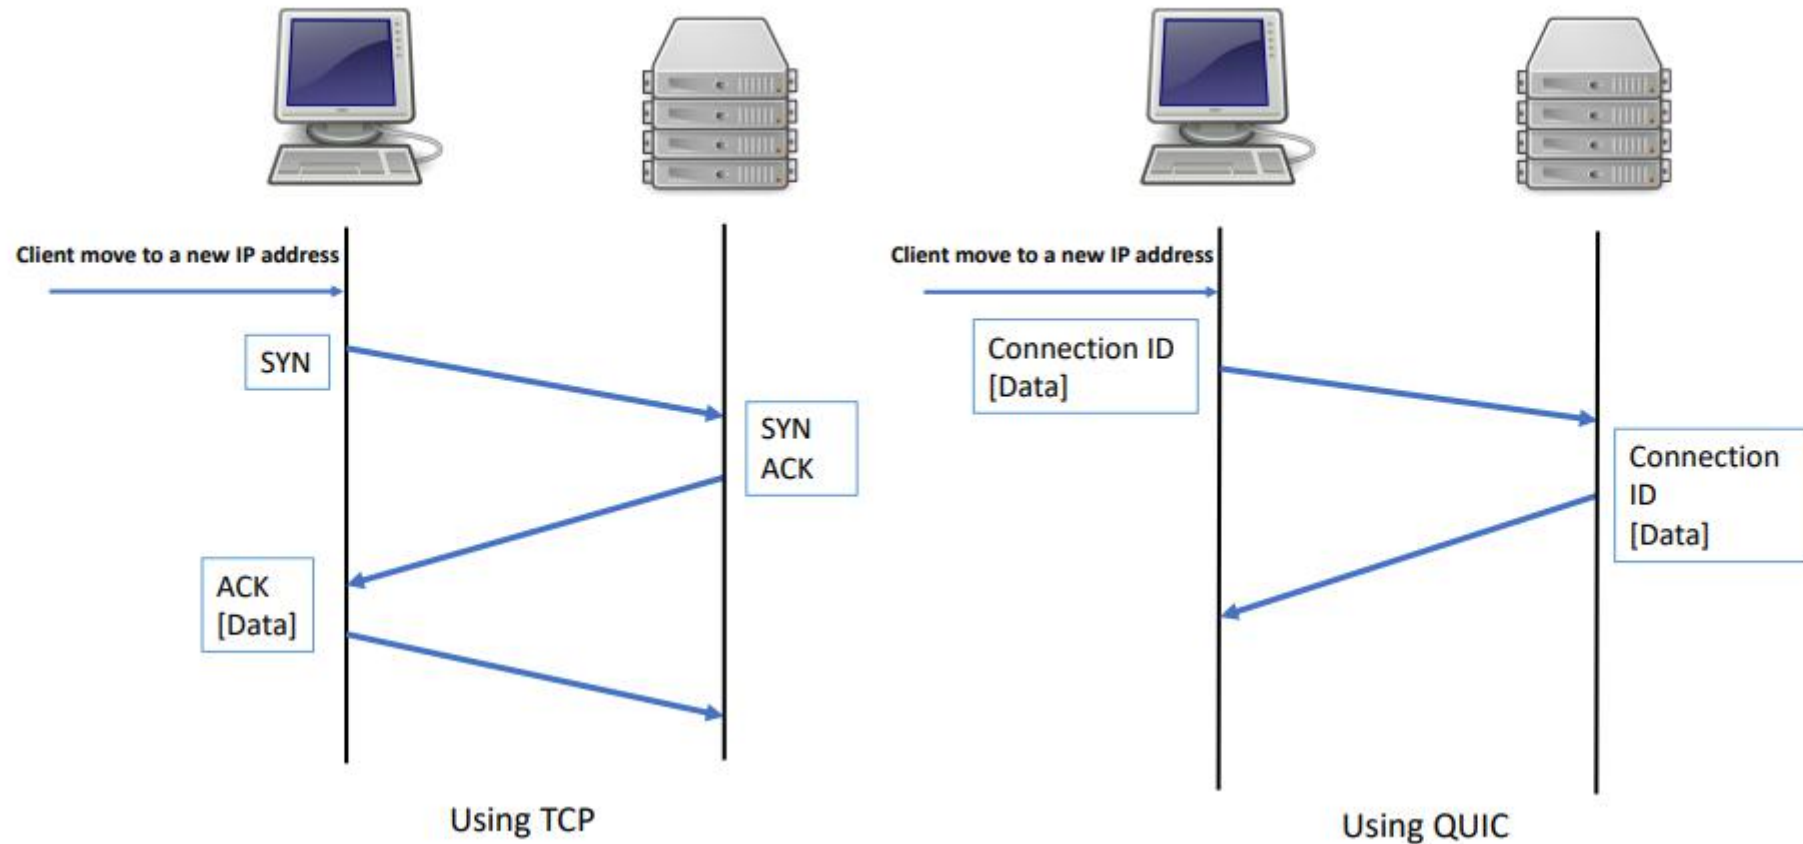 Client move to a new IP address
SYN
SYN
ACK
ACK
[Data]
Using TCP
Client move to a new IP address
Connection ID
[Data]
Connection
ID
[Data]
Using QUIC